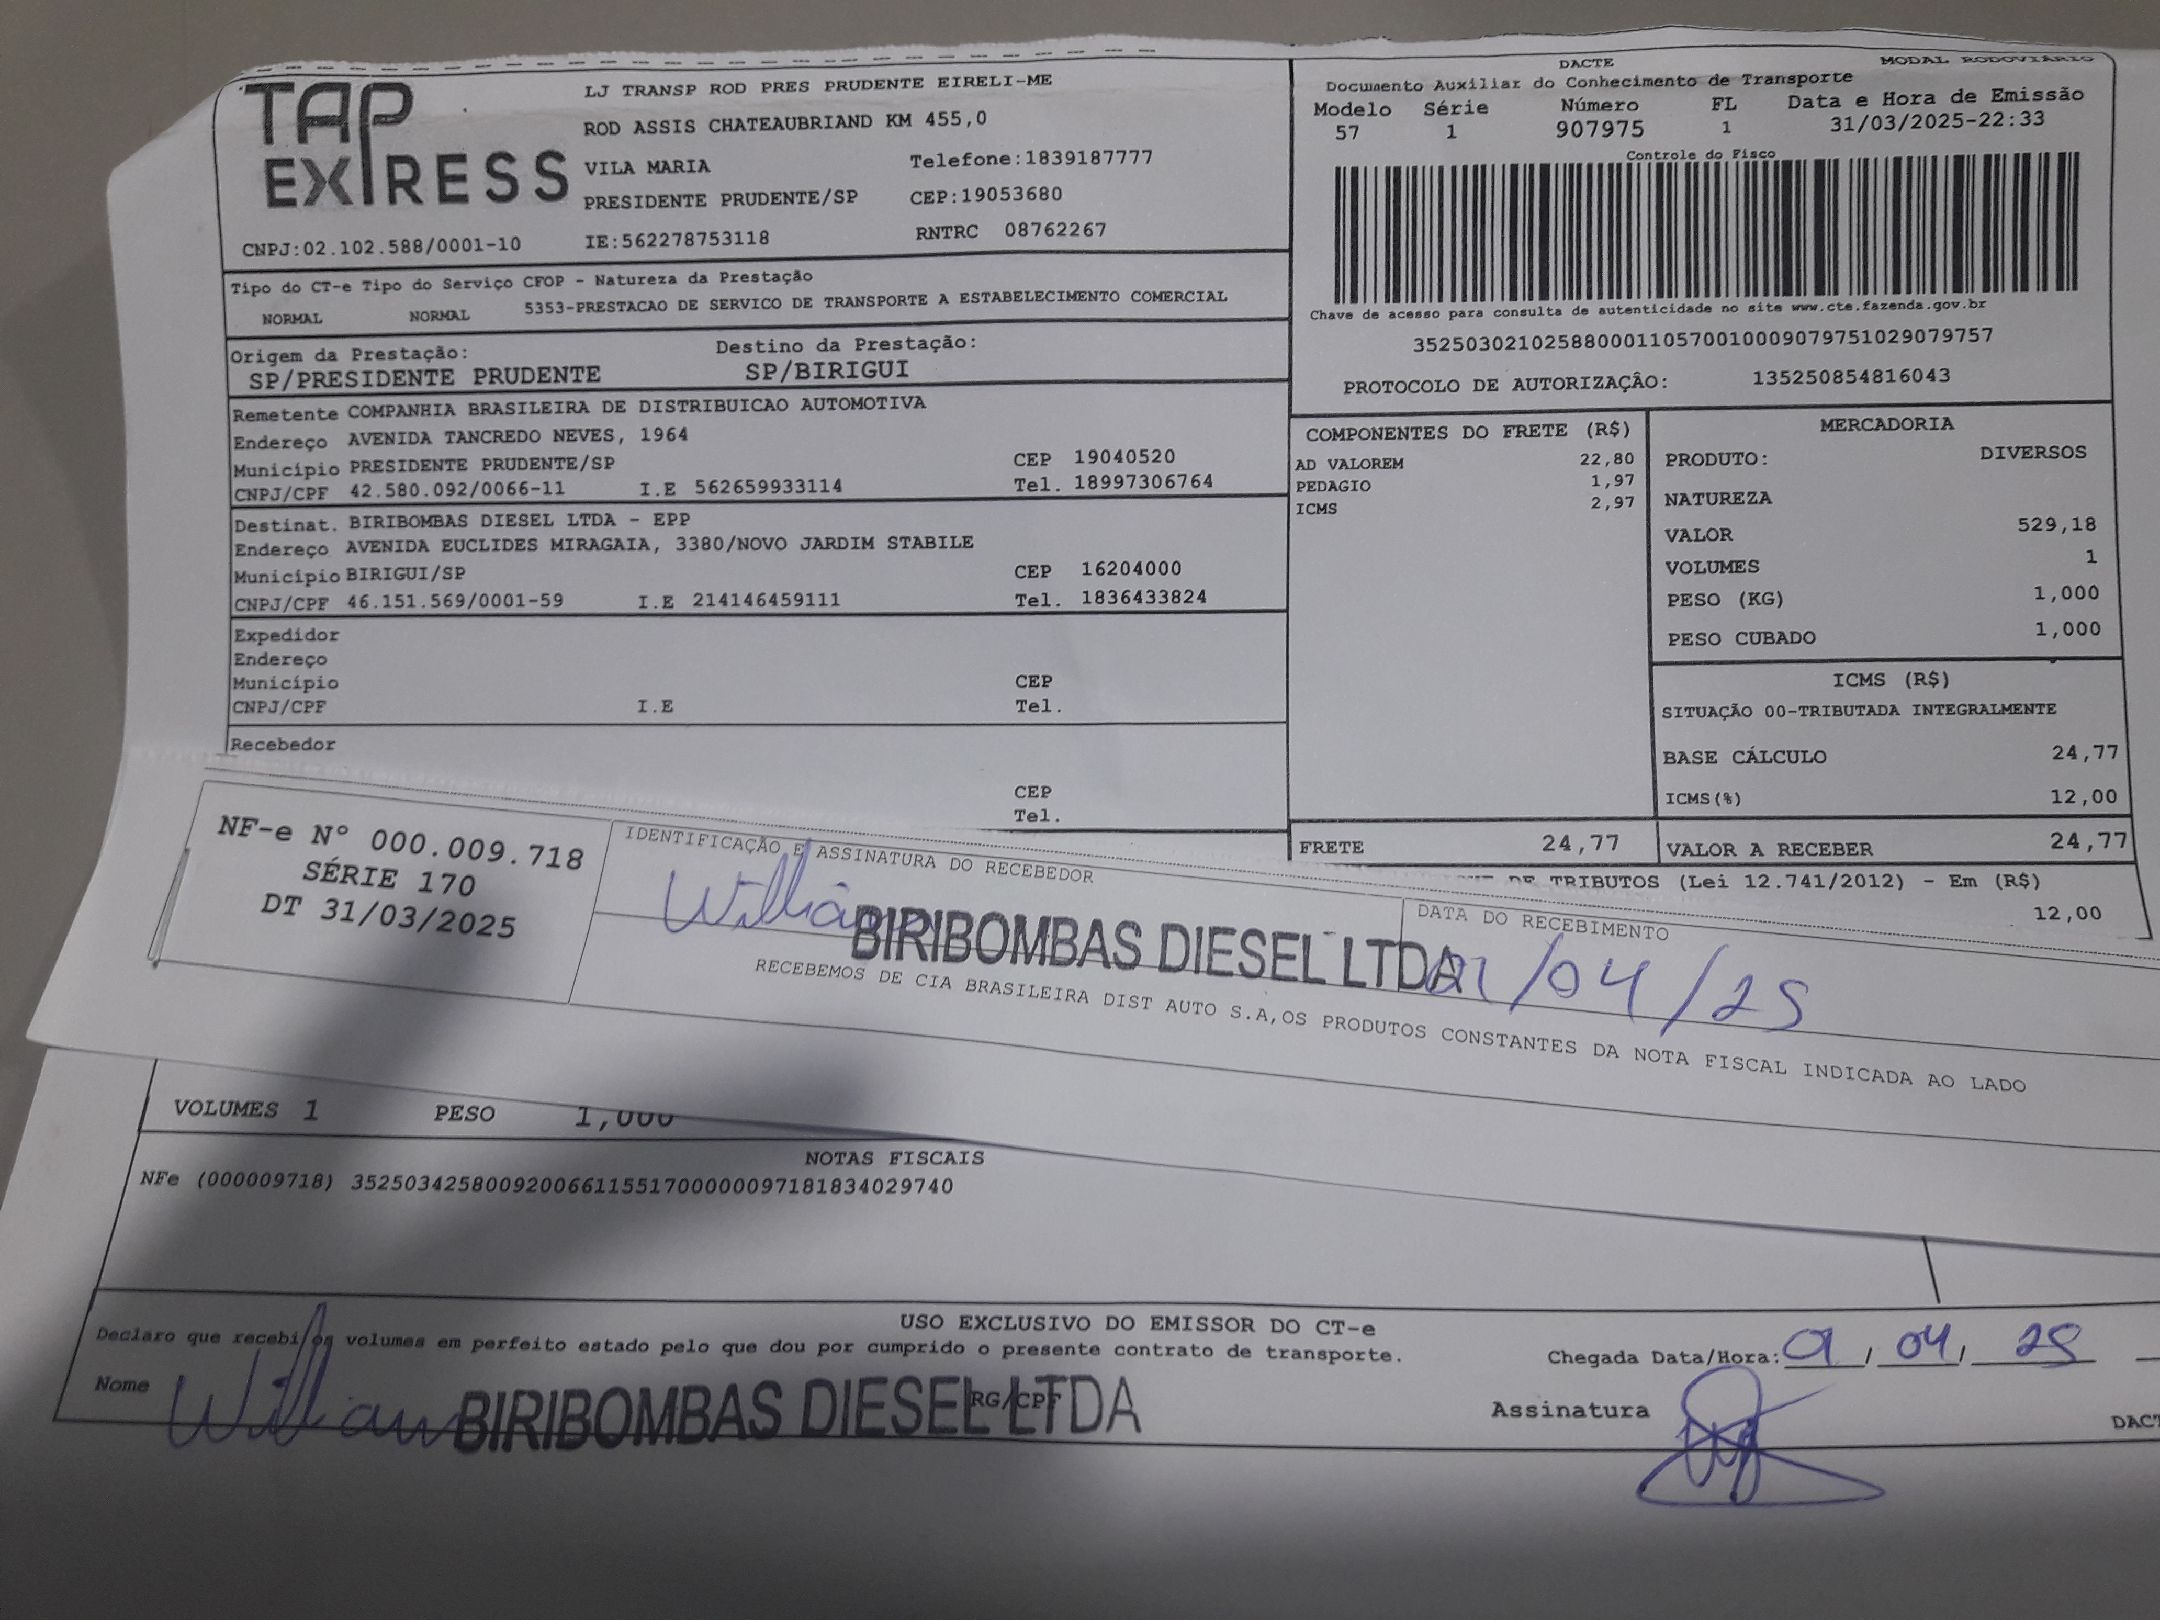 TAP EXPRESS
LJ TRANSP ROD PRES PRUDENTE EIRELI-ME
ROD ASSIS CHATEAUBRIAND KM 455,0
VILA MARIA Telefone:1839187777
PRESIDENTE PRUDENTE/SP CEP:19053680
CNPJ:02.102.588/0001-10 IE:562278753118 RNTRC 08762267
DACTE MODAL RODOVIÁRIO
Documento Auxiliar do Conhecimento de Transporte
Modelo Série Número FL Data e Hora de Emissão
57 1 907975 1 31/03/2025-22:33
Controle do Fisco
Chave de acesso para consulta de autenticidade no site www.cte.fazenda.gov.br
35250302102588000110570010009079751029079757
PROTOCOLO DE AUTORIZAÇÂO: 135250854816043
Tipo do CT-e Tipo do Serviço CFOP - Natureza da Prestação
NORMAL NORMAL 5353-PRESTACAO DE SERVICO DE TRANSPORTE A ESTABELECIMENTO COMERCIAL
Origem da Prestação: Destino da Prestação:
SP/PRESIDENTE PRUDENTE SP/BIRIGUI
Remetente COMPANHIA BRASILEIRA DE DISTRIBUICAO AUTOMOTIVA
Endereço AVENIDA TANCREDO NEVES, 1964
Município PRESIDENTE PRUDENTE/SP CEP 19040520
CNPJ/CPF 42.580.092/0066-11 I.E 562659933114 Tel. 18997306764
Destinat. BIRIBOMBAS DIESEL LTDA - EPP
Endereço AVENIDA EUCLIDES MIRAGAIA, 3380/NOVO JARDIM STABILE
Município BIRIGUI/SP CEP 16204000
CNPJ/CPF 46.151.569/0001-59 I.E 214146459111 Tel. 1836433824
Expedidor
Endereço
Município CEP
CNPJ/CPF I.E Tel.
Recebedor
CEP
Tel.
COMPONENTES DO FRETE (R$)
AD VALOREM 22,80
PEDAGIO 1,97
ICMS 2,97
FRETE 24,77
MERCADORIA
PRODUTO: DIVERSOS
NATUREZA
VALOR 529,18
VOLUMES 1
PESO (KG) 1,000
PESO CUBADO 1,000
ICMS (R$)
SITUAÇÃO 00-TRIBUTADA INTEGRALMENTE
BASE CÁLCULO 24,77
ICMS(%) 12,00
VALOR A RECEBER 24,77
DE TRIBUTOS (Lei 12.741/2012) - Em (R$)
12,00
NF-e Nº 000.009.718
SÉRIE 170
DT 31/03/2025
IDENTIFICAÇÃO E ASSINATURA DO RECEBEDOR
Willian
BIRIBOMBAS DIESEL LTDA
DATA DO RECEBIMENTO
01/04/25
RECEBEMOS DE CIA BRASILEIRA DIST AUTO S.A,OS PRODUTOS CONSTANTES DA NOTA FISCAL INDICADA AO LADO
VOLUMES 1 PESO 1,000
NOTAS FISCAIS
NFe (000009718) 35250342580092006611551700000097181834029740
USO EXCLUSIVO DO EMISSOR DO CT-e
Declaro que recebi os volumes em perfeito estado pelo que dou por cumprido o presente contrato de transporte.
Chegada Data/Hora: 01/04/25
Nome Willian BIRIBOMBAS DIESEL LTDA RG/CPF
Assinatura
DACT